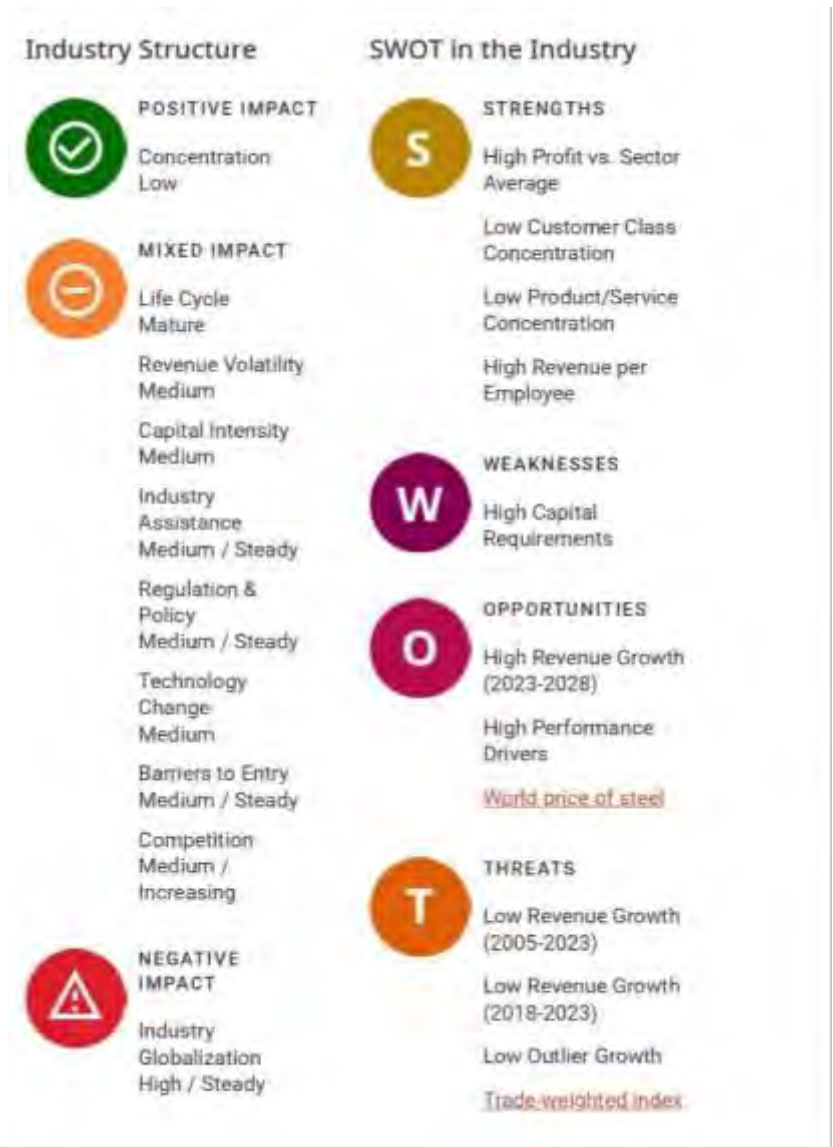 Industry Structure
POSITIVE IMPACT
Concentration
Low
MIXED IMPACT
Life Cycle
Mature
Revenue Volatility
Medium
Capital Intensity
Medium
Industry
Assistance
Medium / Steady
Regulation &
Policy
Medium / Steady
Technology
Change
Medium
Barriers to Entry
Medium / Steady
Competition
Medium /
Increasing
NEGATIVE
IMPACT
Industry
Globalization
High / Steady
SWOT in the Industry
S
STRENGTHS
High Profit vs. Sector
Average
Low Customer Class
Concentration
Low Product/Service
Concentration
High Revenue per
Employee
W
WEAKNESSES
High Capital
Requirements
O
OPPORTUNITIES
High Revenue Growth
(2023-2028)
High Performance
Drivers
World price of steel
T
THREATS
Low Revenue Growth
(2005-2023)
Low Revenue Growth
(2018-2023)
Low Outlier Growth
Trade-weighted index